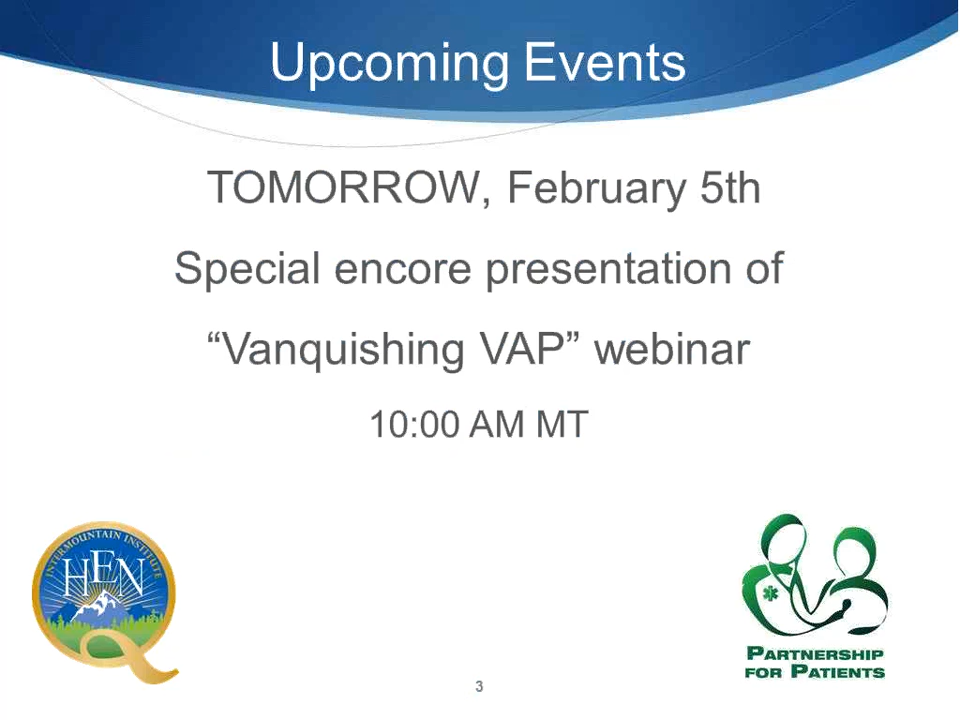 Upcoming Events
TOMORROW, February 5th
Special encore presentation of
“Vanquishing VAP” webinar
10:00 AM MT
INTERMOUNTAIN INSTITUTE
HEN
Q
PARTNERSHIP
FOR PATIENTS
3